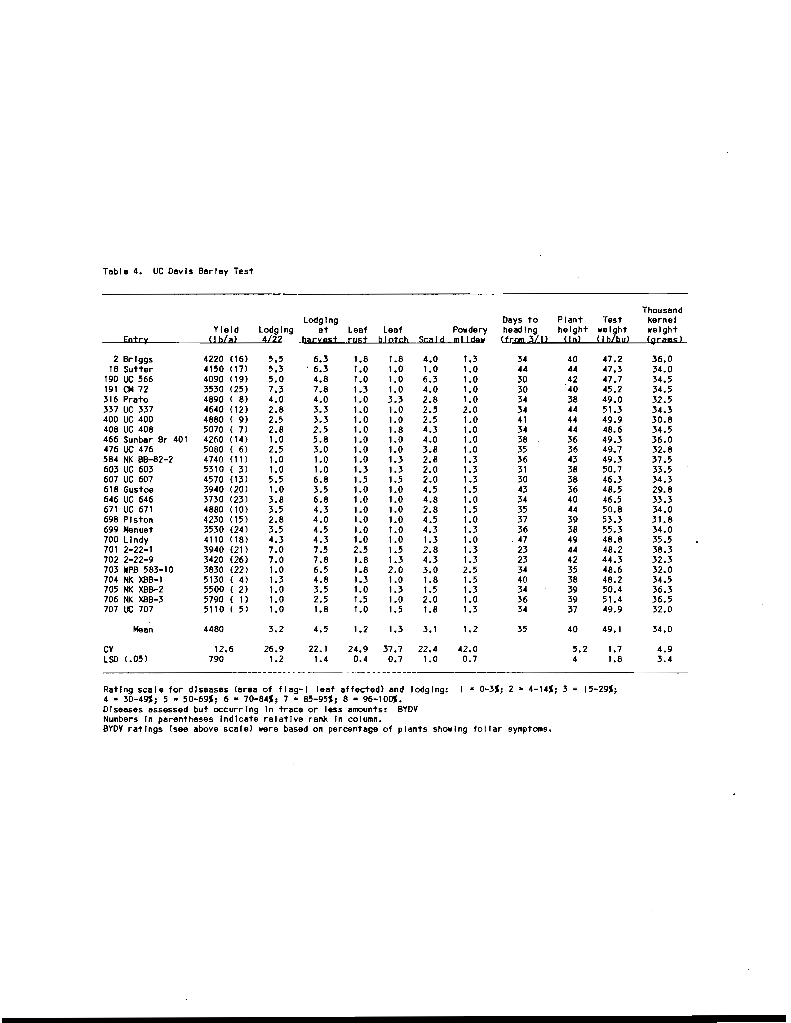 Table 4. UC Davis Barley Test
Thousand
Lodging Days to Plant Test kernel
Yield Lodging at Leaf Leaf Powdery heading height weight weight
Entry (lb/a) 4/22 harvest rust blotch Scald mildew (from 3/1) (in) (lb/bu) (grams)
2 Briggs 4220 (16) 5.5 6.3 1.8 1.8 4.0 1.3 34 40 47.2 36.0
18 Sutter 4150 (17) 5.3 6.3 1.0 1.0 1.0 1.0 44 44 47.3 34.0
190 UC 566 4090 (19) 5.0 4.8 1.0 1.0 6.3 1.0 30 42 47.7 34.5
191 CM 72 3530 (25) 7.3 7.8 1.3 1.0 4.0 1.0 30 40 45.2 34.5
316 Prato 4890 ( 8) 4.0 4.0 1.0 3.3 2.8 1.0 34 38 49.0 32.5
337 UC 337 4640 (12) 2.8 3.3 1.0 1.0 2.5 2.0 34 44 51.3 34.3
400 UC 400 4880 ( 9) 2.5 3.3 1.0 1.0 2.5 1.0 41 44 49.9 30.8
408 UC 408 5070 ( 7) 2.8 2.5 1.0 1.8 4.3 1.0 34 44 48.6 34.5
466 Sunbar Br 401 4260 (14) 1.0 5.8 1.0 1.0 4.0 1.0 38 36 49.3 36.0
476 UC 476 5080 ( 6) 2.5 3.0 1.0 1.0 3.8 1.0 35 36 49.7 32.8
584 NK BB-82-2 4740 (11) 1.0 1.0 1.0 1.3 2.8 1.3 36 43 49.3 37.5
603 UC 603 5310 ( 3) 1.0 1.0 1.3 1.3 2.0 1.3 31 38 50.7 33.5
607 UC 607 4570 (13) 5.5 6.8 1.5 1.5 2.0 1.3 30 38 46.3 34.3
618 Gustoe 3940 (20) 1.0 3.5 1.0 1.0 4.5 1.5 43 36 48.5 29.8
646 UC 646 3730 (23) 3.8 6.8 1.0 1.0 4.8 1.0 34 40 46.5 33.3
671 UC 671 4880 (10) 3.5 4.3 1.0 1.0 2.8 1.5 35 44 50.8 34.0
698 Piston 4230 (15) 2.8 4.0 1.0 1.0 4.5 1.0 37 39 53.3 31.8
699 Menuet 3530 (24) 3.5 4.5 1.0 1.0 4.3 1.3 36 38 55.3 34.0
700 Lindy 4110 (18) 4.3 4.3 1.0 1.0 1.3 1.0 47 49 48.8 35.5
701 2-22-1 3940 (21) 7.0 7.5 2.5 1.5 2.8 1.3 23 44 48.2 38.3
702 2-22-9 3420 (26) 7.0 7.8 1.8 1.3 4.3 1.3 23 42 44.3 32.3
703 WPB 583-10 3830 (22) 1.0 6.5 1.8 2.0 3.0 2.5 34 35 48.6 32.0
704 NK XBB-1 5130 ( 4) 1.3 4.8 1.3 1.0 1.8 1.5 40 38 48.2 34.5
705 NK XBB-2 5500 ( 2) 1.0 3.5 1.0 1.3 1.5 1.3 34 39 50.4 36.3
706 NK XBB-3 5790 ( 1) 1.0 2.5 1.5 1.0 2.0 1.0 36 39 51.4 36.5
707 UC 707 5110 ( 5) 1.0 1.8 1.0 1.5 1.8 1.3 34 37 49.9 32.0
Mean 4480 3.2 4.5 1.2 1.3 3.1 1.2 35 40 49.1 34.0
CV 12.6 26.9 22.1 24.9 37.7 22.4 42.0 5.2 1.7 4.9
LSD (.05) 790 1.2 1.4 0.4 0.7 1.0 0.7 4 1.8 3.4
Rating scale for diseases (area of flag-1 leaf affected) and lodging: 1 = 0-3%; 2 = 4-14%; 3 = 15-29%;
4 = 30-49%; 5 = 50-69%; 6 = 70-84%; 7 = 85-95%; 8 = 96-100%.
Diseases assessed but occurring in trace or less amounts: BYDV
Numbers in parentheses indicate relative rank in column.
BYDV ratings (see above scale) were based on percentage of plants showing foliar symptoms.